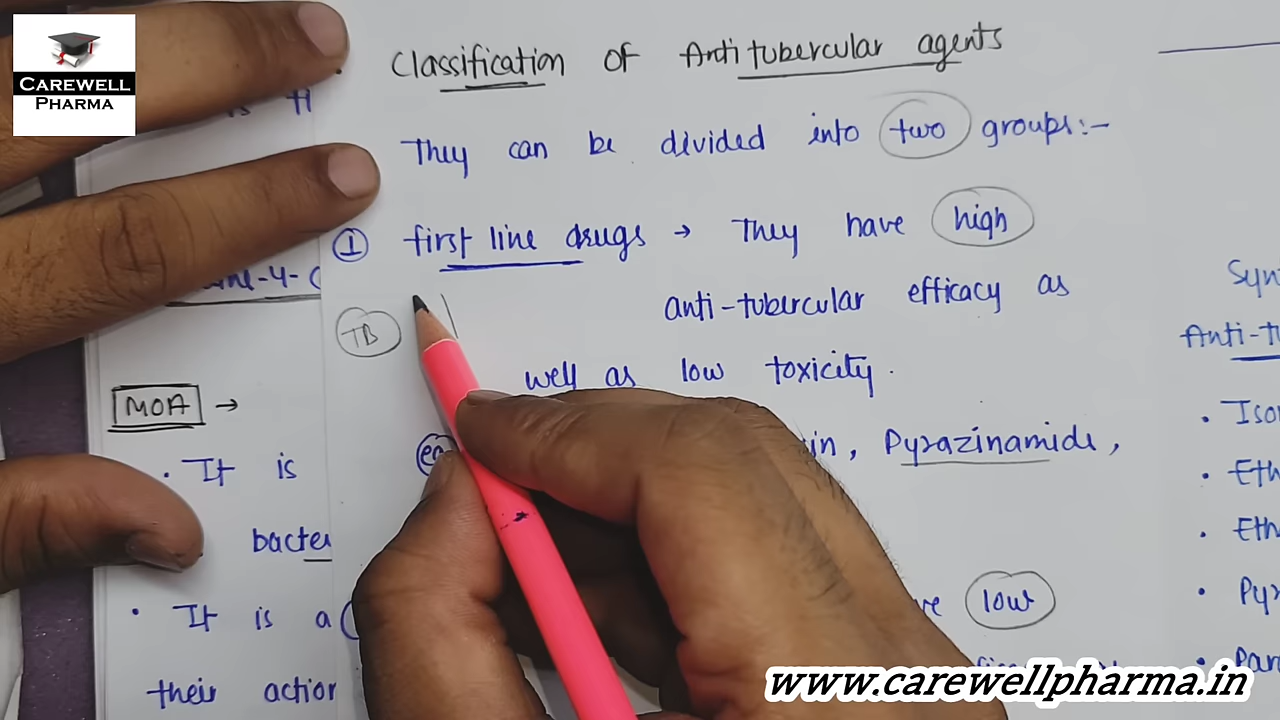 CAREWELL
PHARMA
Classification of Anti tubercular agents
They can be divided into two groups:-
① first line drugs → They have high
anti-tubercular efficacy as
well as low toxicity.
TB
in, Pyrazinamide,
low
MOA →
• It is
bacte
• It is a
their action
Anti-t
• Iso
• Eth
• Eth
• Py
• Par
www.carewellpharma.in